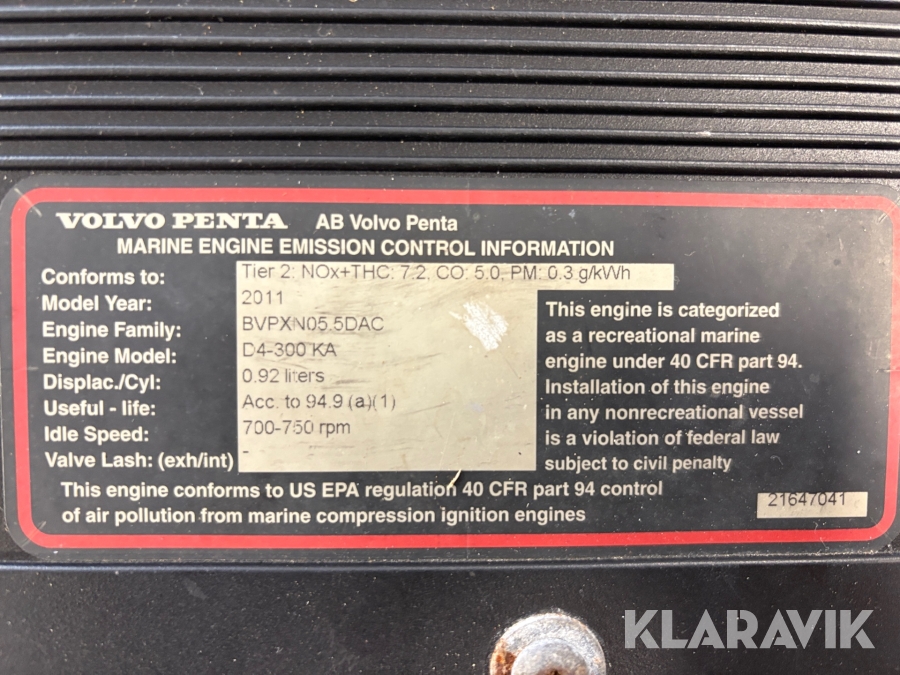 VOLVO PENTA AB Volvo Penta
MARINE ENGINE EMISSION CONTROL INFORMATION
Conforms to: Tier 2: NOx+THC: 7.2, CO: 5.0, PM: 0.3 g/kWh
Model Year: 2011
Engine Family: BVPXN05.5DAC
Engine Model: D4-300 KA
Displac./Cyl: 0.92 liters
Useful - life: Acc. to 94.9 (a)(1)
Idle Speed: 700-750 rpm
Valve Lash: (exh/int) -
This engine is categorized
as a recreational marine
engine under 40 CFR part 94.
Installation of this engine
in any nonrecreational vessel
is a violation of federal law
subject to civil penalty
This engine conforms to US EPA regulation 40 CFR part 94 control
of air pollution from marine compression ignition engines
21647041
KLARAVIK